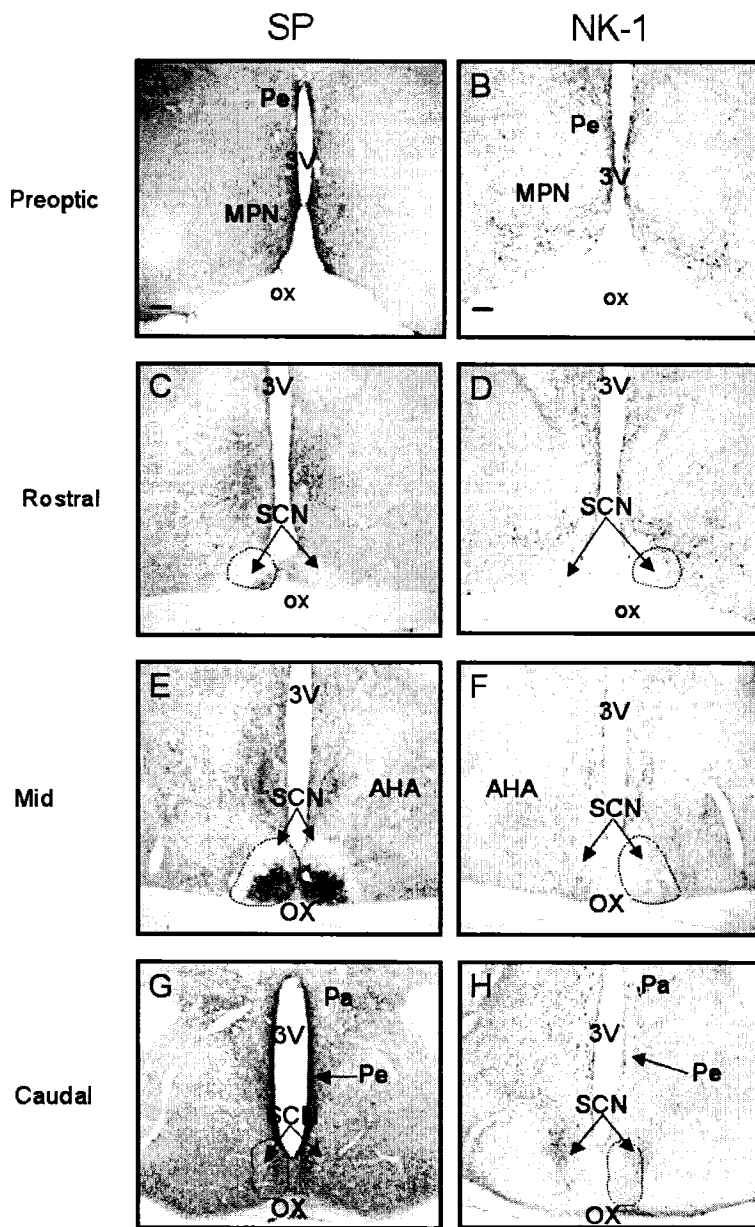 SP NK-1
Preoptic
Pe
3V
MPN
ox
B
Pe
3V
MPN
ox
Rostral
C
3V
SCN
ox
D
3V
SCN
ox
Mid
E
3V
AHA
SCN
OX
F
3V
AHA
SCN
OX
Caudal
G
Pa
3V
Pe
SCN
OX
H
Pa
3V
Pe
SCN
OX